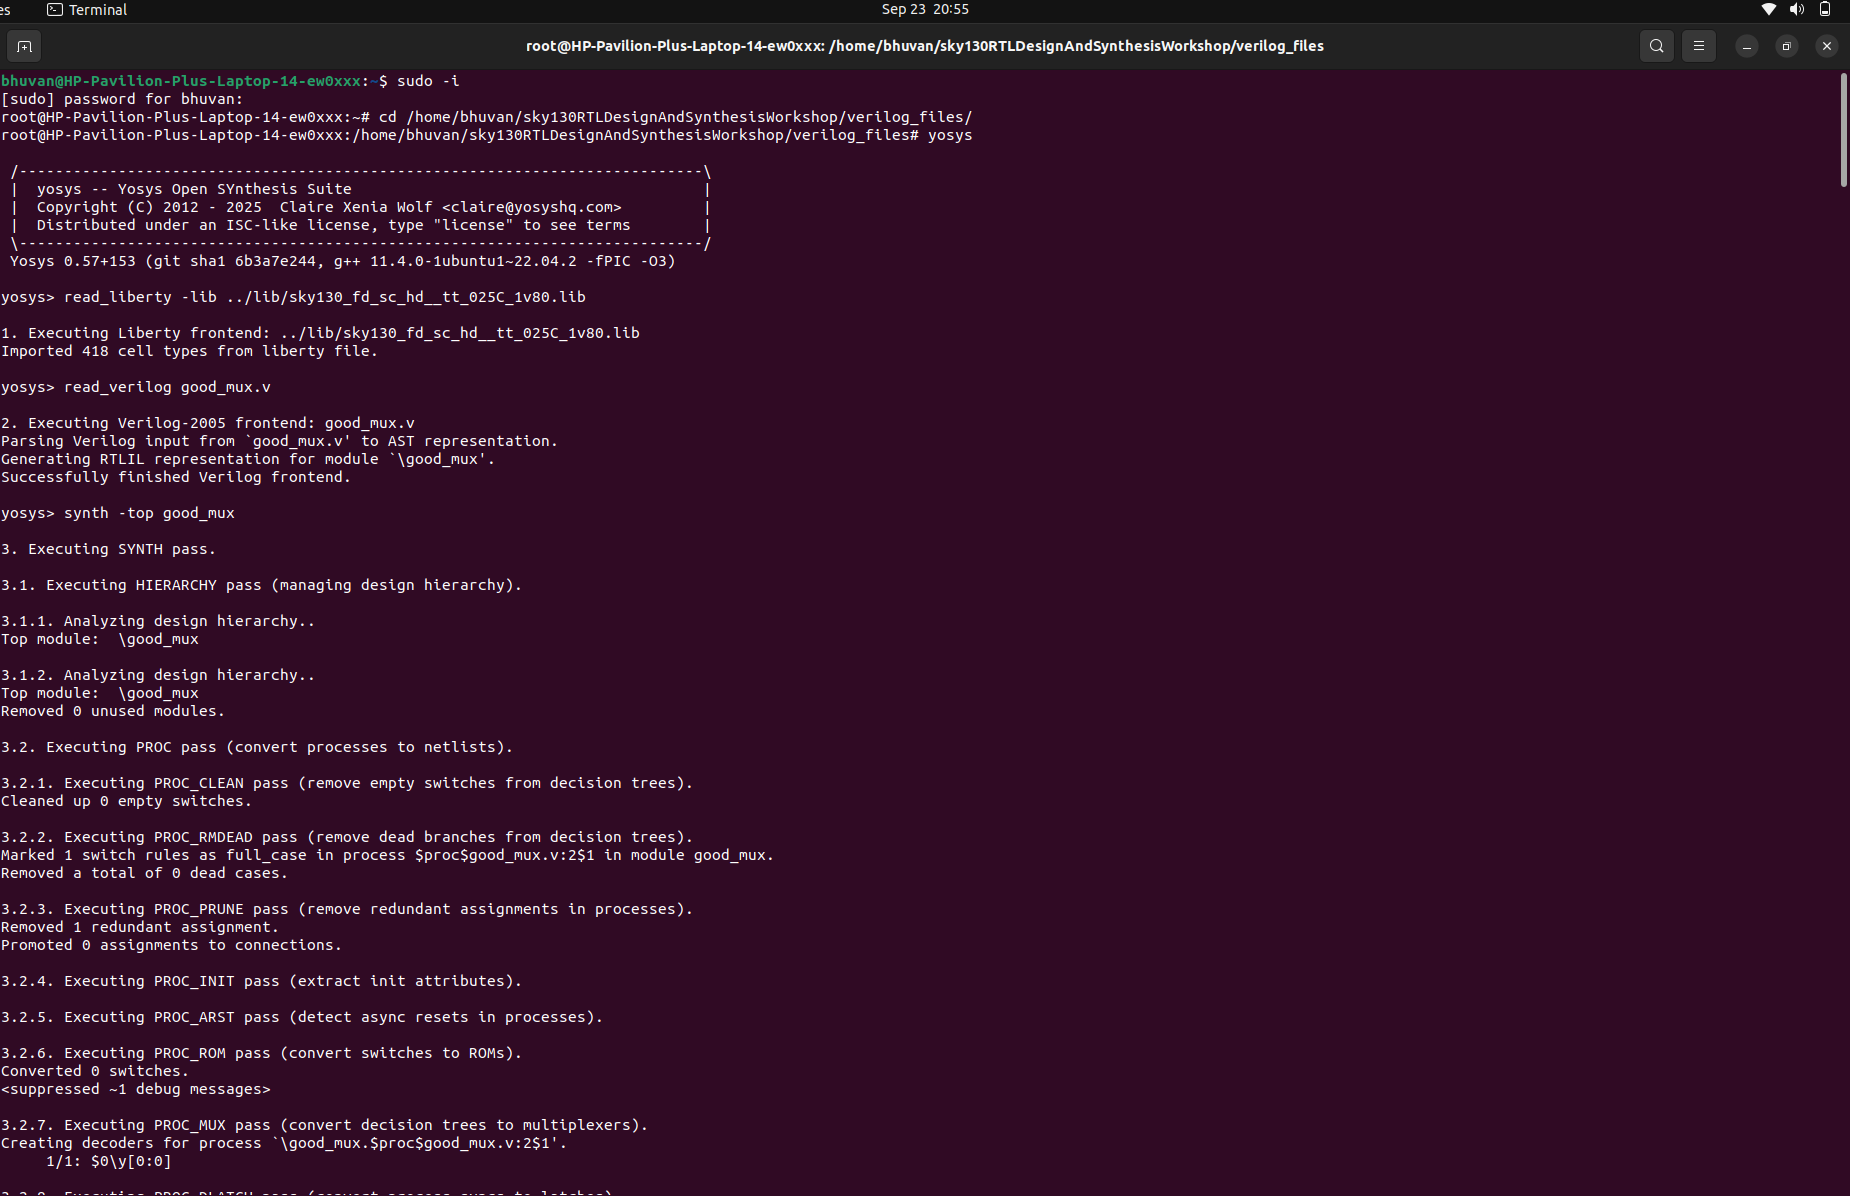 es Terminal Sep 23 20:55
root@HP-Pavilion-Plus-Laptop-14-ew0xxx: /home/bhuvan/sky130RTLDesignAndSynthesisWorkshop/verilog_files
bhuvan@HP-Pavilion-Plus-Laptop-14-ew0xxx:~$ sudo -i
[sudo] password for bhuvan:
root@HP-Pavilion-Plus-Laptop-14-ew0xxx:~# cd /home/bhuvan/sky130RTLDesignAndSynthesisWorkshop/verilog_files/
root@HP-Pavilion-Plus-Laptop-14-ew0xxx:/home/bhuvan/sky130RTLDesignAndSynthesisWorkshop/verilog_files# yosys
/----------------------------------------------------------------------------\
| yosys -- Yosys Open SYnthesis Suite |
| Copyright (C) 2012 - 2025 Claire Xenia Wolf <claire@yosyshq.com> |
| Distributed under an ISC-like license, type "license" to see terms |
\----------------------------------------------------------------------------/
Yosys 0.57+153 (git sha1 6b3a7e244, g++ 11.4.0-1ubuntu1~22.04.2 -fPIC -O3)
yosys> read_liberty -lib ../lib/sky130_fd_sc_hd__tt_025C_1v80.lib
1. Executing Liberty frontend: ../lib/sky130_fd_sc_hd__tt_025C_1v80.lib
Imported 418 cell types from liberty file.
yosys> read_verilog good_mux.v
2. Executing Verilog-2005 frontend: good_mux.v
Parsing Verilog input from `good_mux.v' to AST representation.
Generating RTLIL representation for module `\good_mux'.
Successfully finished Verilog frontend.
yosys> synth -top good_mux
3. Executing SYNTH pass.
3.1. Executing HIERARCHY pass (managing design hierarchy).
3.1.1. Analyzing design hierarchy..
Top module:  \good_mux
3.1.2. Analyzing design hierarchy..
Top module:  \good_mux
Removed 0 unused modules.
3.2. Executing PROC pass (convert processes to netlists).
3.2.1. Executing PROC_CLEAN pass (remove empty switches from decision trees).
Cleaned up 0 empty switches.
3.2.2. Executing PROC_RMDEAD pass (remove dead branches from decision trees).
Marked 1 switch rules as full_case in process $proc$good_mux.v:2$1 in module good_mux.
Removed a total of 0 dead cases.
3.2.3. Executing PROC_PRUNE pass (remove redundant assignments in processes).
Removed 1 redundant assignment.
Promoted 0 assignments to connections.
3.2.4. Executing PROC_INIT pass (extract init attributes).
3.2.5. Executing PROC_ARST pass (detect async resets in processes).
3.2.6. Executing PROC_ROM pass (convert switches to ROMs).
Converted 0 switches.
<suppressed ~1 debug messages>
3.2.7. Executing PROC_MUX pass (convert decision trees to multiplexers).
Creating decoders for process `\good_mux.$proc$good_mux.v:2$1'.
1/1: $0\y[0:0]
3.2.8. Executing PROC_DLATCH pass (convert process syncs to latches).